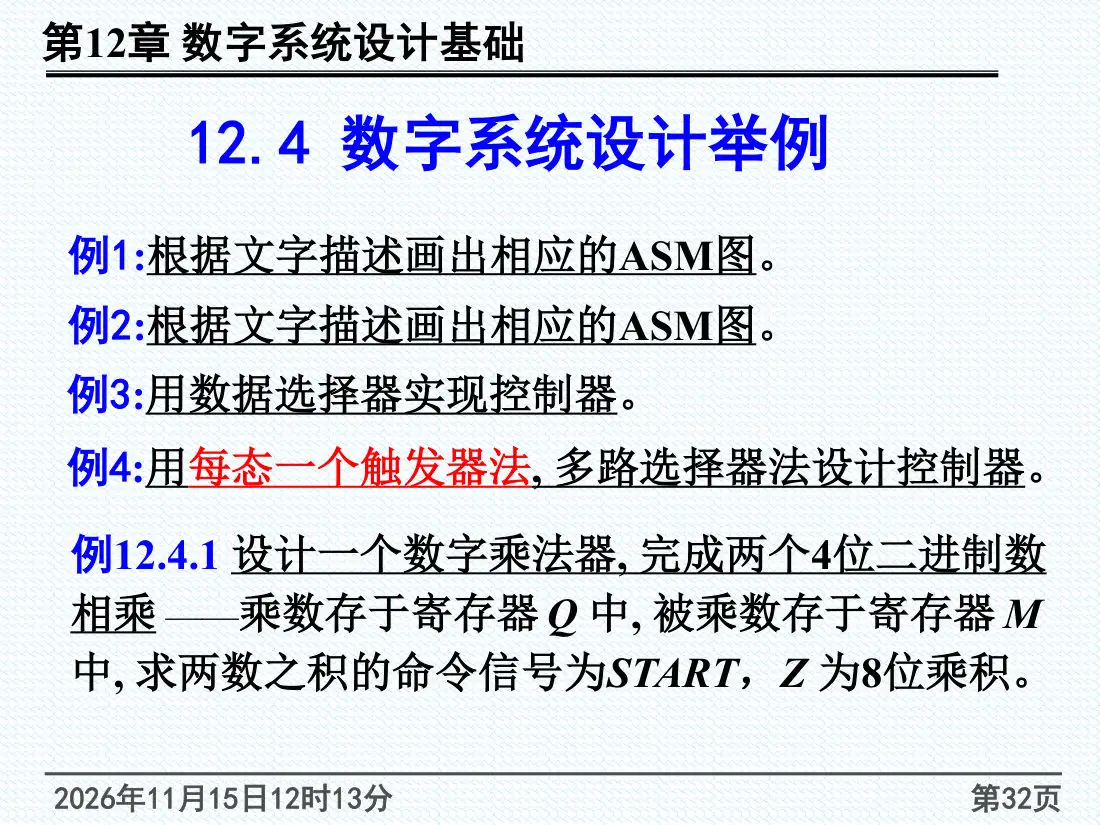 第12章 数字系统设计基础
12.4 数字系统设计举例
例1:根据文字描述画出相应的ASM图。
例2:根据文字描述画出相应的ASM图。
例3:用数据选择器实现控制器。
例4:用每态一个触发器法, 多路选择器法设计控制器。
例12.4.1 设计一个数字乘法器, 完成两个4位二进制数
相乘 ——乘数存于寄存器 Q 中, 被乘数存于寄存器 M
中, 求两数之积的命令信号为START，Z 为8位乘积。
2026年11月15日12时13分
第32页